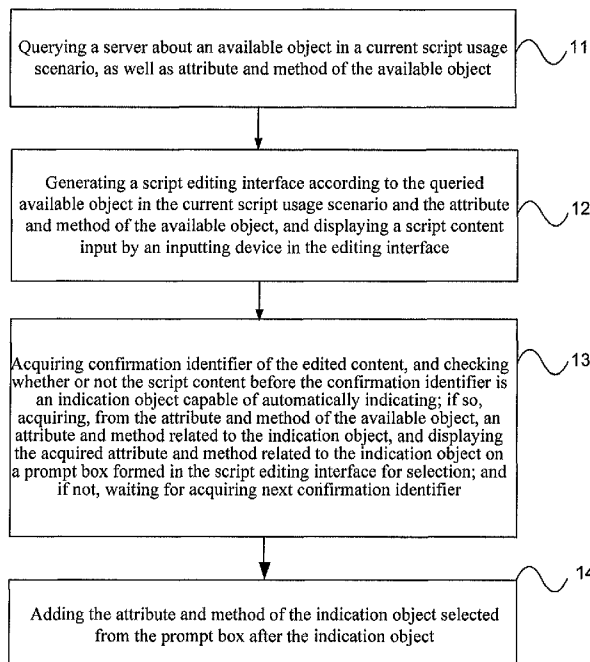 Querying a server about an available object in a current script usage
scenario, as well as attribute and method of the available object
11
Generating a script editing interface according to the queried
available object in the current script usage scenario and the attribute
and method of the available object, and displaying a script content
input by an inputting device in the editing interface
12
Acquiring confirmation identifier of the edited content, and checking
whether or not the script content before the confirmation identifier is
an indication object capable of automatically indicating; if so,
acquiring, from the attribute and method of the available object, an
attribute and method related to the indication object, and displaying
the acquired attribute and method related to the indication object on
a prompt box formed in the script editing interface for selection; and
if not, waiting for acquiring next confirmation identifier
13
Adding the attribute and method of the indication object selected
from the prompt box after the indication object
14